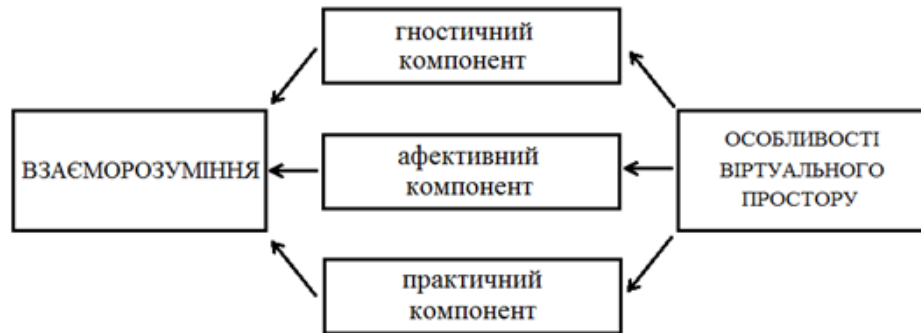 гностичний
компонент
ВЗАЄМОРОЗУМІННЯ
афективний
компонент
ОСОБЛИВОСТІ
ВІРТУАЛЬНОГО
ПРОСТОРУ
практичний
компонент